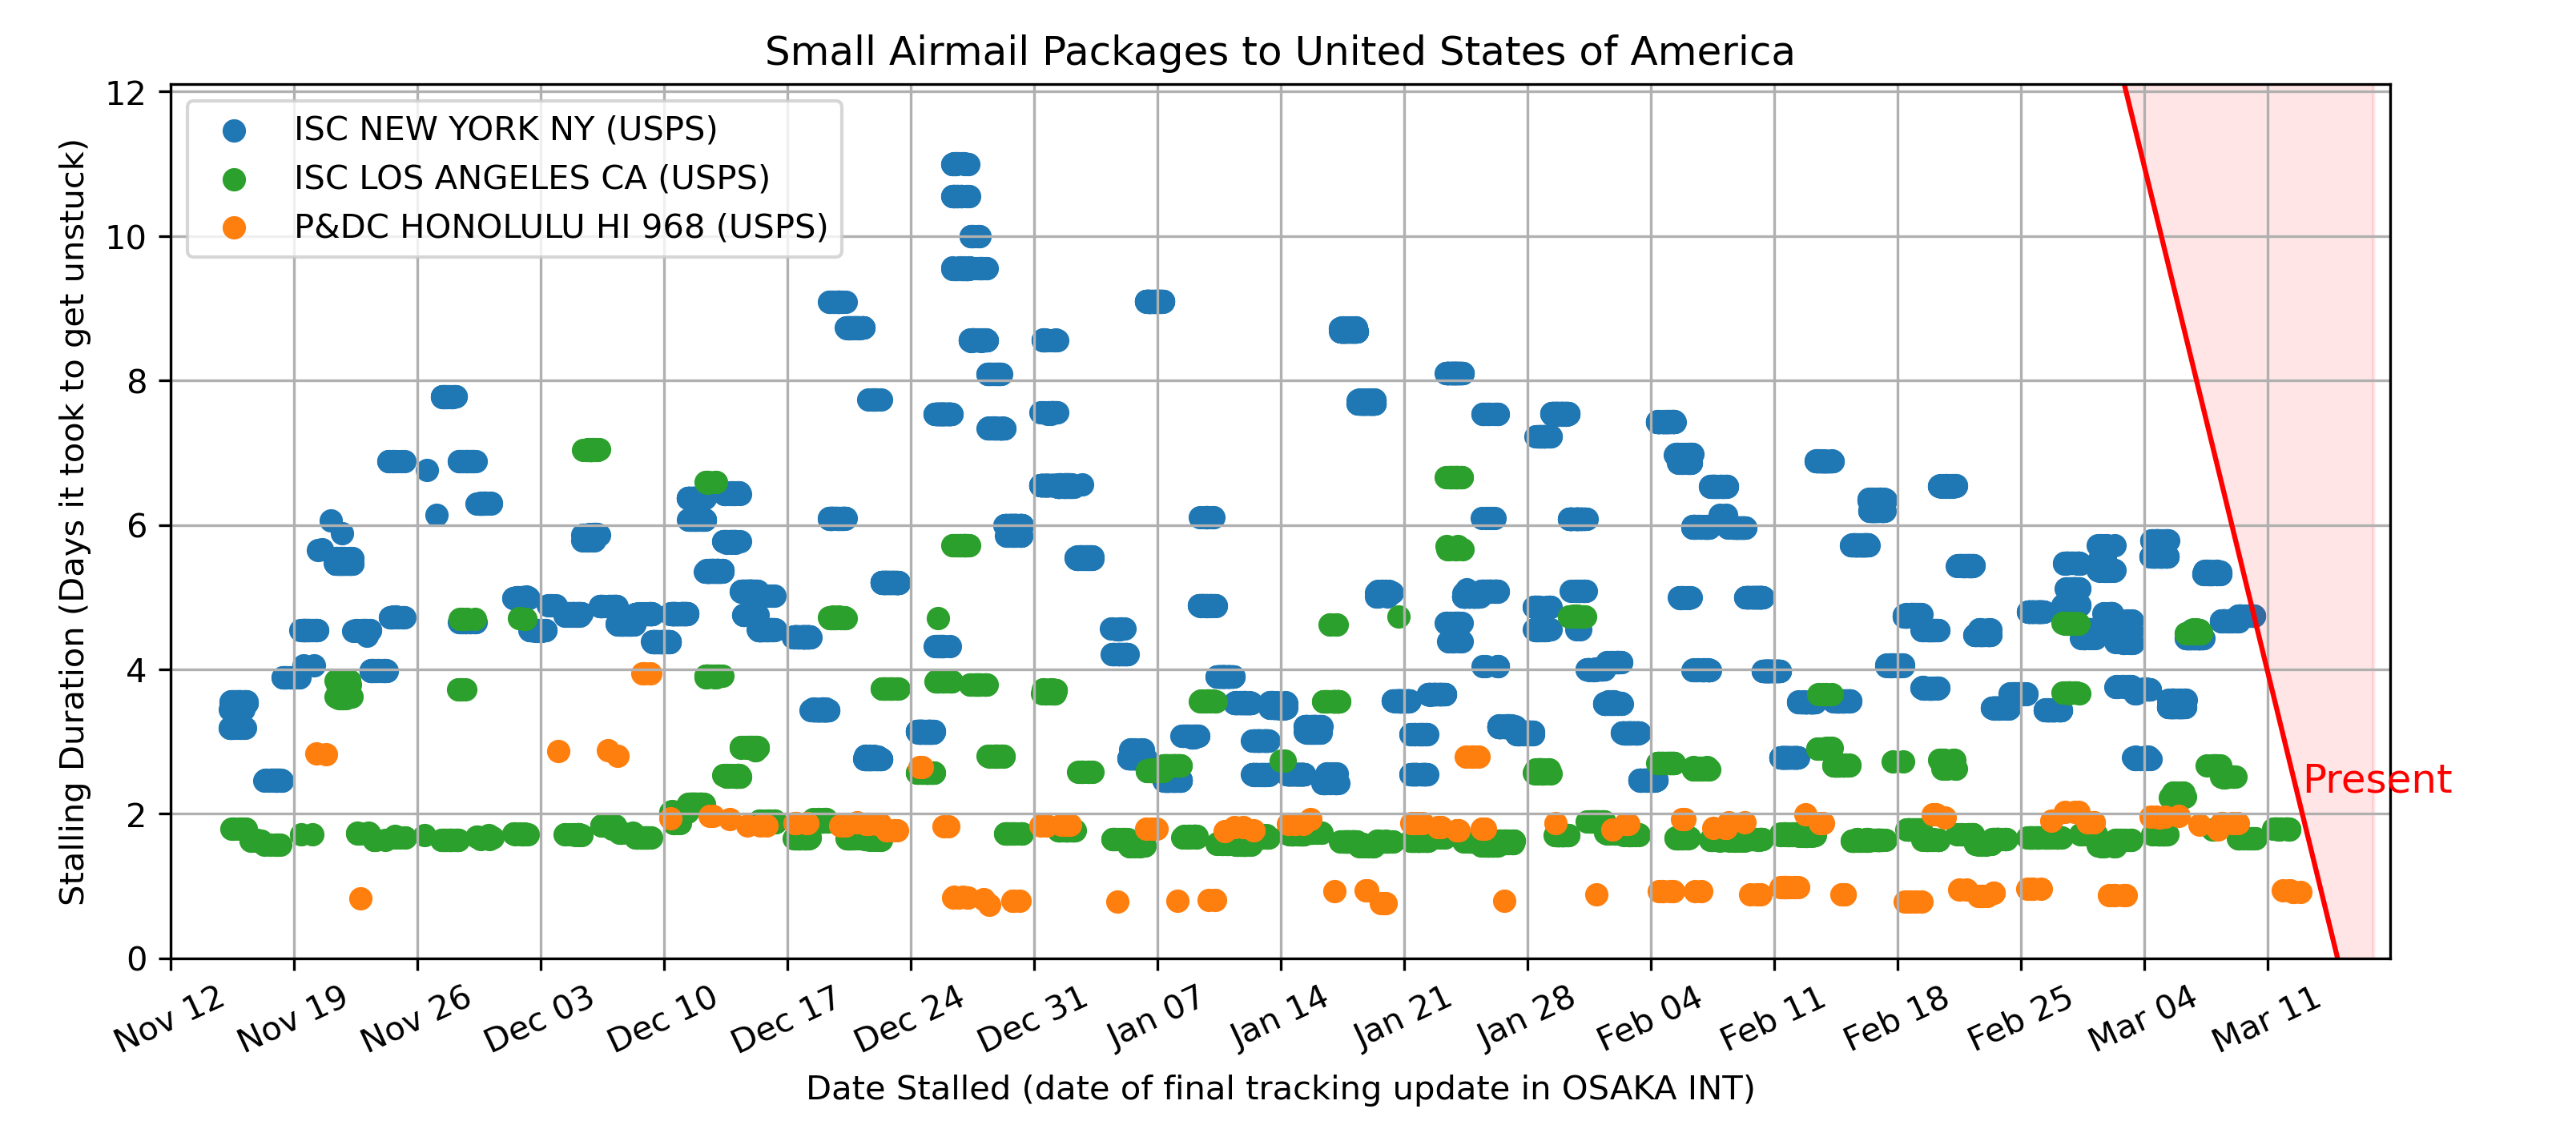 Small Airmail Packages to United States of America
ISC NEW YORK NY (USPS)
ISC LOS ANGELES CA (USPS)
P&DC HONOLULU HI 968 (USPS)
Stalling Duration (Days it took to get unstuck)
12
10
8
6
4
2
0
Present
Nov 12
Nov 19
Nov 26
Dec 03
Dec 10
Dec 17
Dec 24
Dec 31
Jan 07
Jan 14
Jan 21
Jan 28
Feb 04
Feb 11
Feb 18
Feb 25
Mar 04
Mar 11
Date Stalled (date of final tracking update in OSAKA INT)